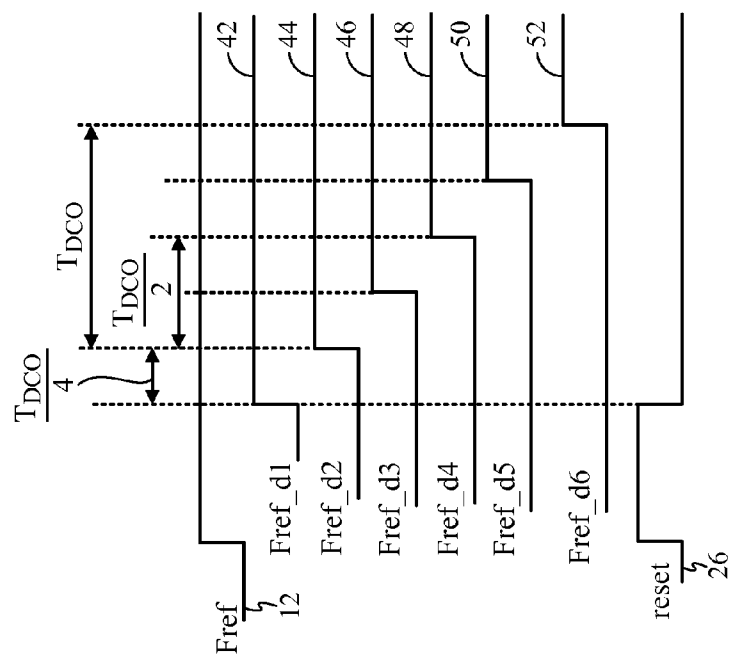 T_DCO
T_DCO
2
T_DCO
4
Fref
12
Fref_d1
42
Fref_d2
44
Fref_d3
46
Fref_d4
48
Fref_d5
50
Fref_d6
52
reset
26